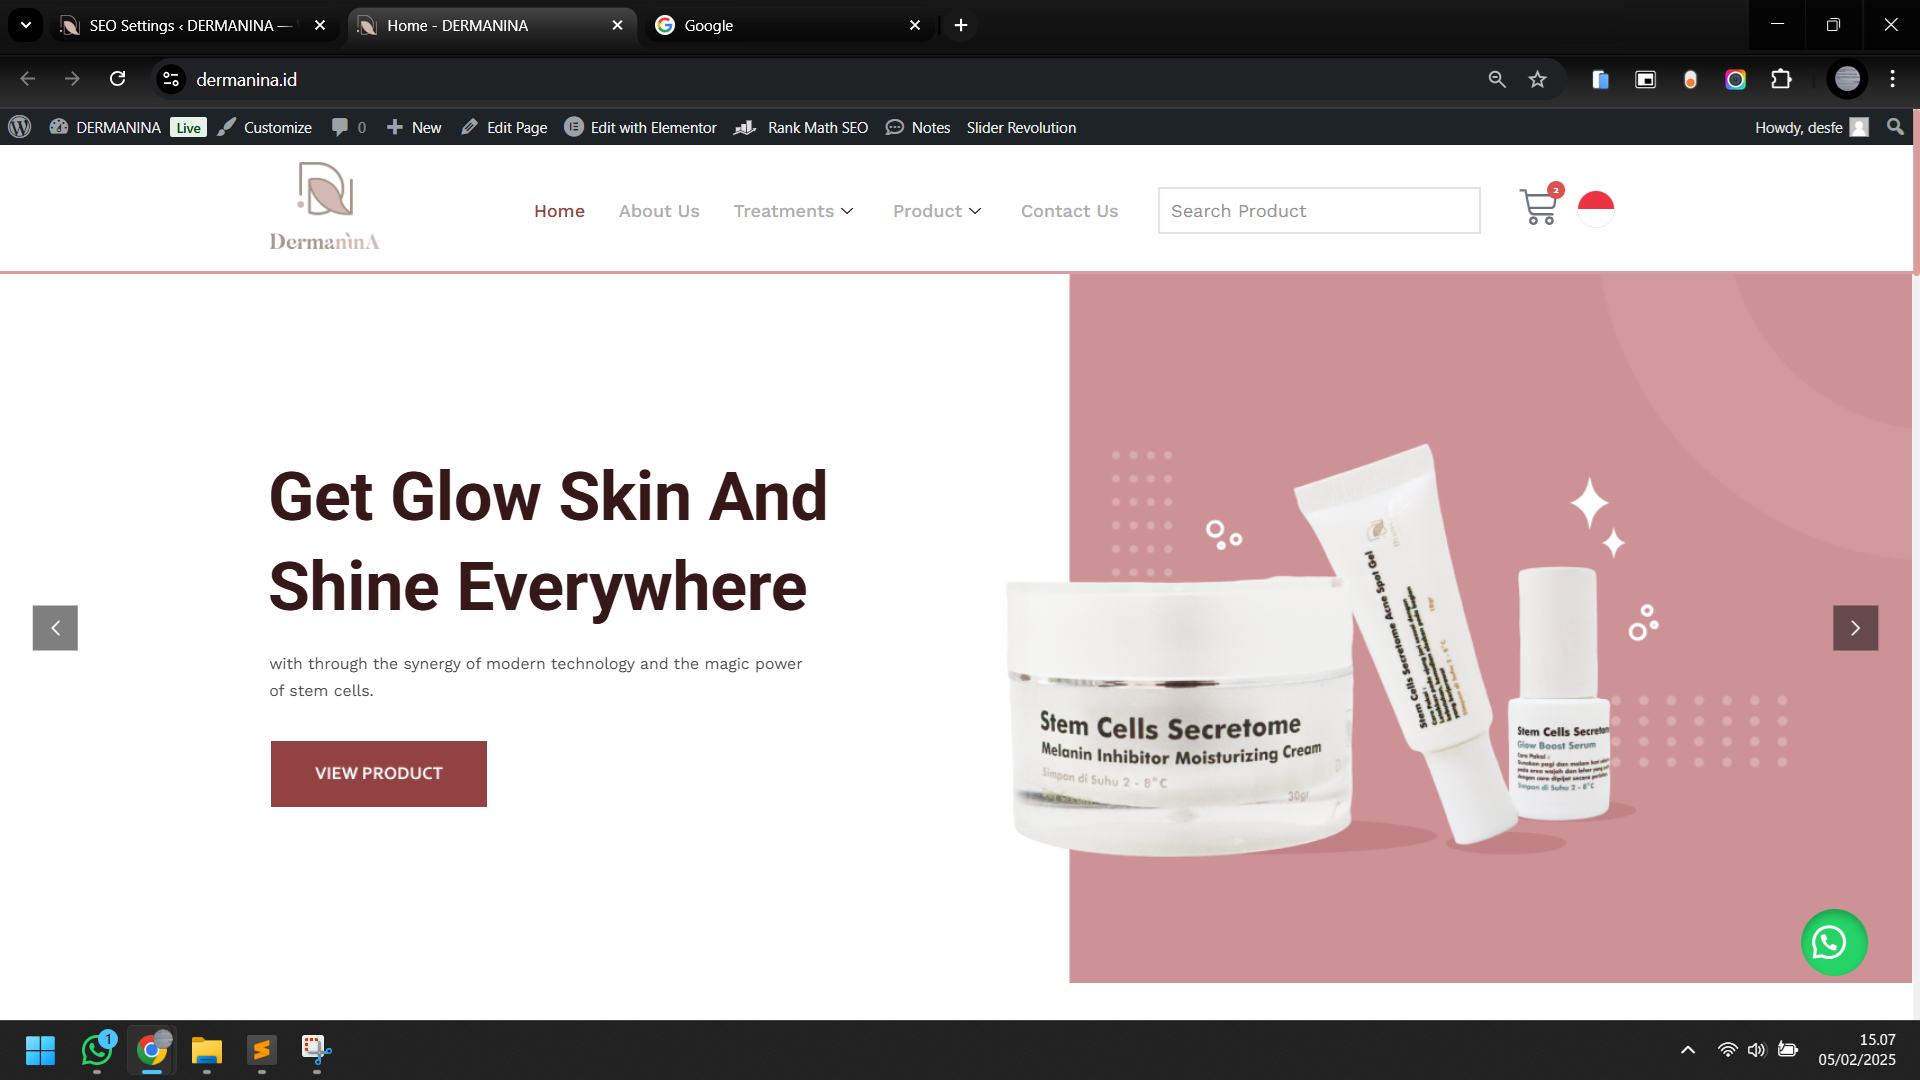 SEO Settings ‹ DERMANINA —
Home - DERMANINA
Google
dermanina.id
DERMANINA
Live
Customize
0
New
Edit Page
Edit with Elementor
Rank Math SEO
Notes
Slider Revolution
Howdy, desfe
DermaninA
Home
About Us
Treatments
Product
Contact Us
Search Product
2
Get Glow Skin And
Shine Everywhere
with through the synergy of modern technology and the magic power
of stem cells.
VIEW PRODUCT
Stem Cells Secretome
Melanin Inhibitor Moisturizing Cream
Simpan di Suhu 2 - 8°C
30gr
Stem Cells Secretome Acne Spot Gel
Stem Cells Secretom
Glow Boost Serum
Cara Pakai :
Simpan di Suhu 2 - 8°C
1
15.07
05/02/2025